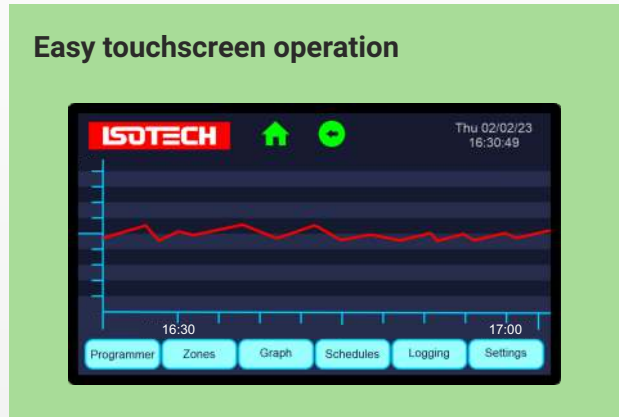 Easy touchscreen operation
ISOTECH
Thu 02/02/23
16:30:49
16:30 17:00
Programmer Zones Graph Schedules Logging Settings